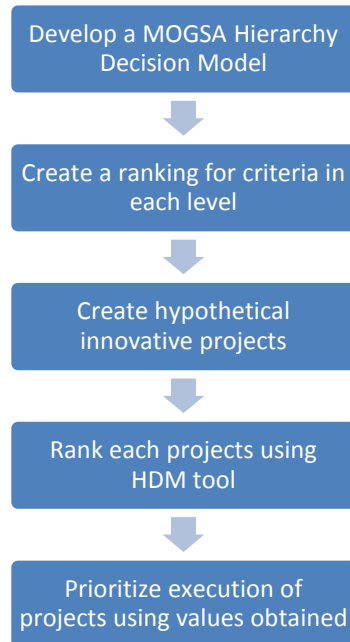 Develop a MOGSA Hierarchy
Decision Model
Create a ranking for criteria in
each level
Create hypothetical
innovative projects
Rank each projects using
HDM tool
Prioritize execution of
projects using values obtained